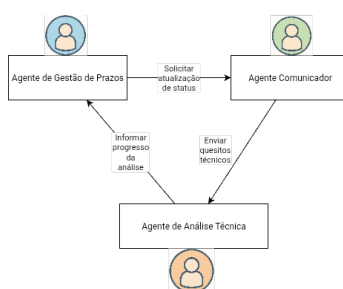 Agente de Gestão de Prazos
Solicitar
atualização
de status
Agente Comunicador
Informar
progresso
da
análise
Enviar
quesitos
técnicos
Agente de Análise Técnica